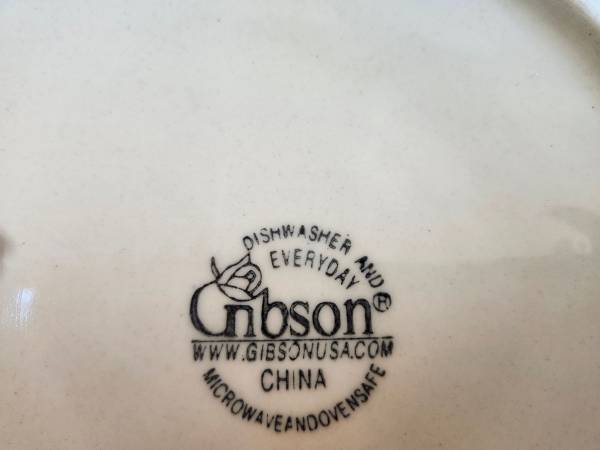 DISHWASHER AND
EVERYDAY
Gibson®
WWW.GIBSONUSA.COM
CHINA
MICROWAVEANDOVENSAFE